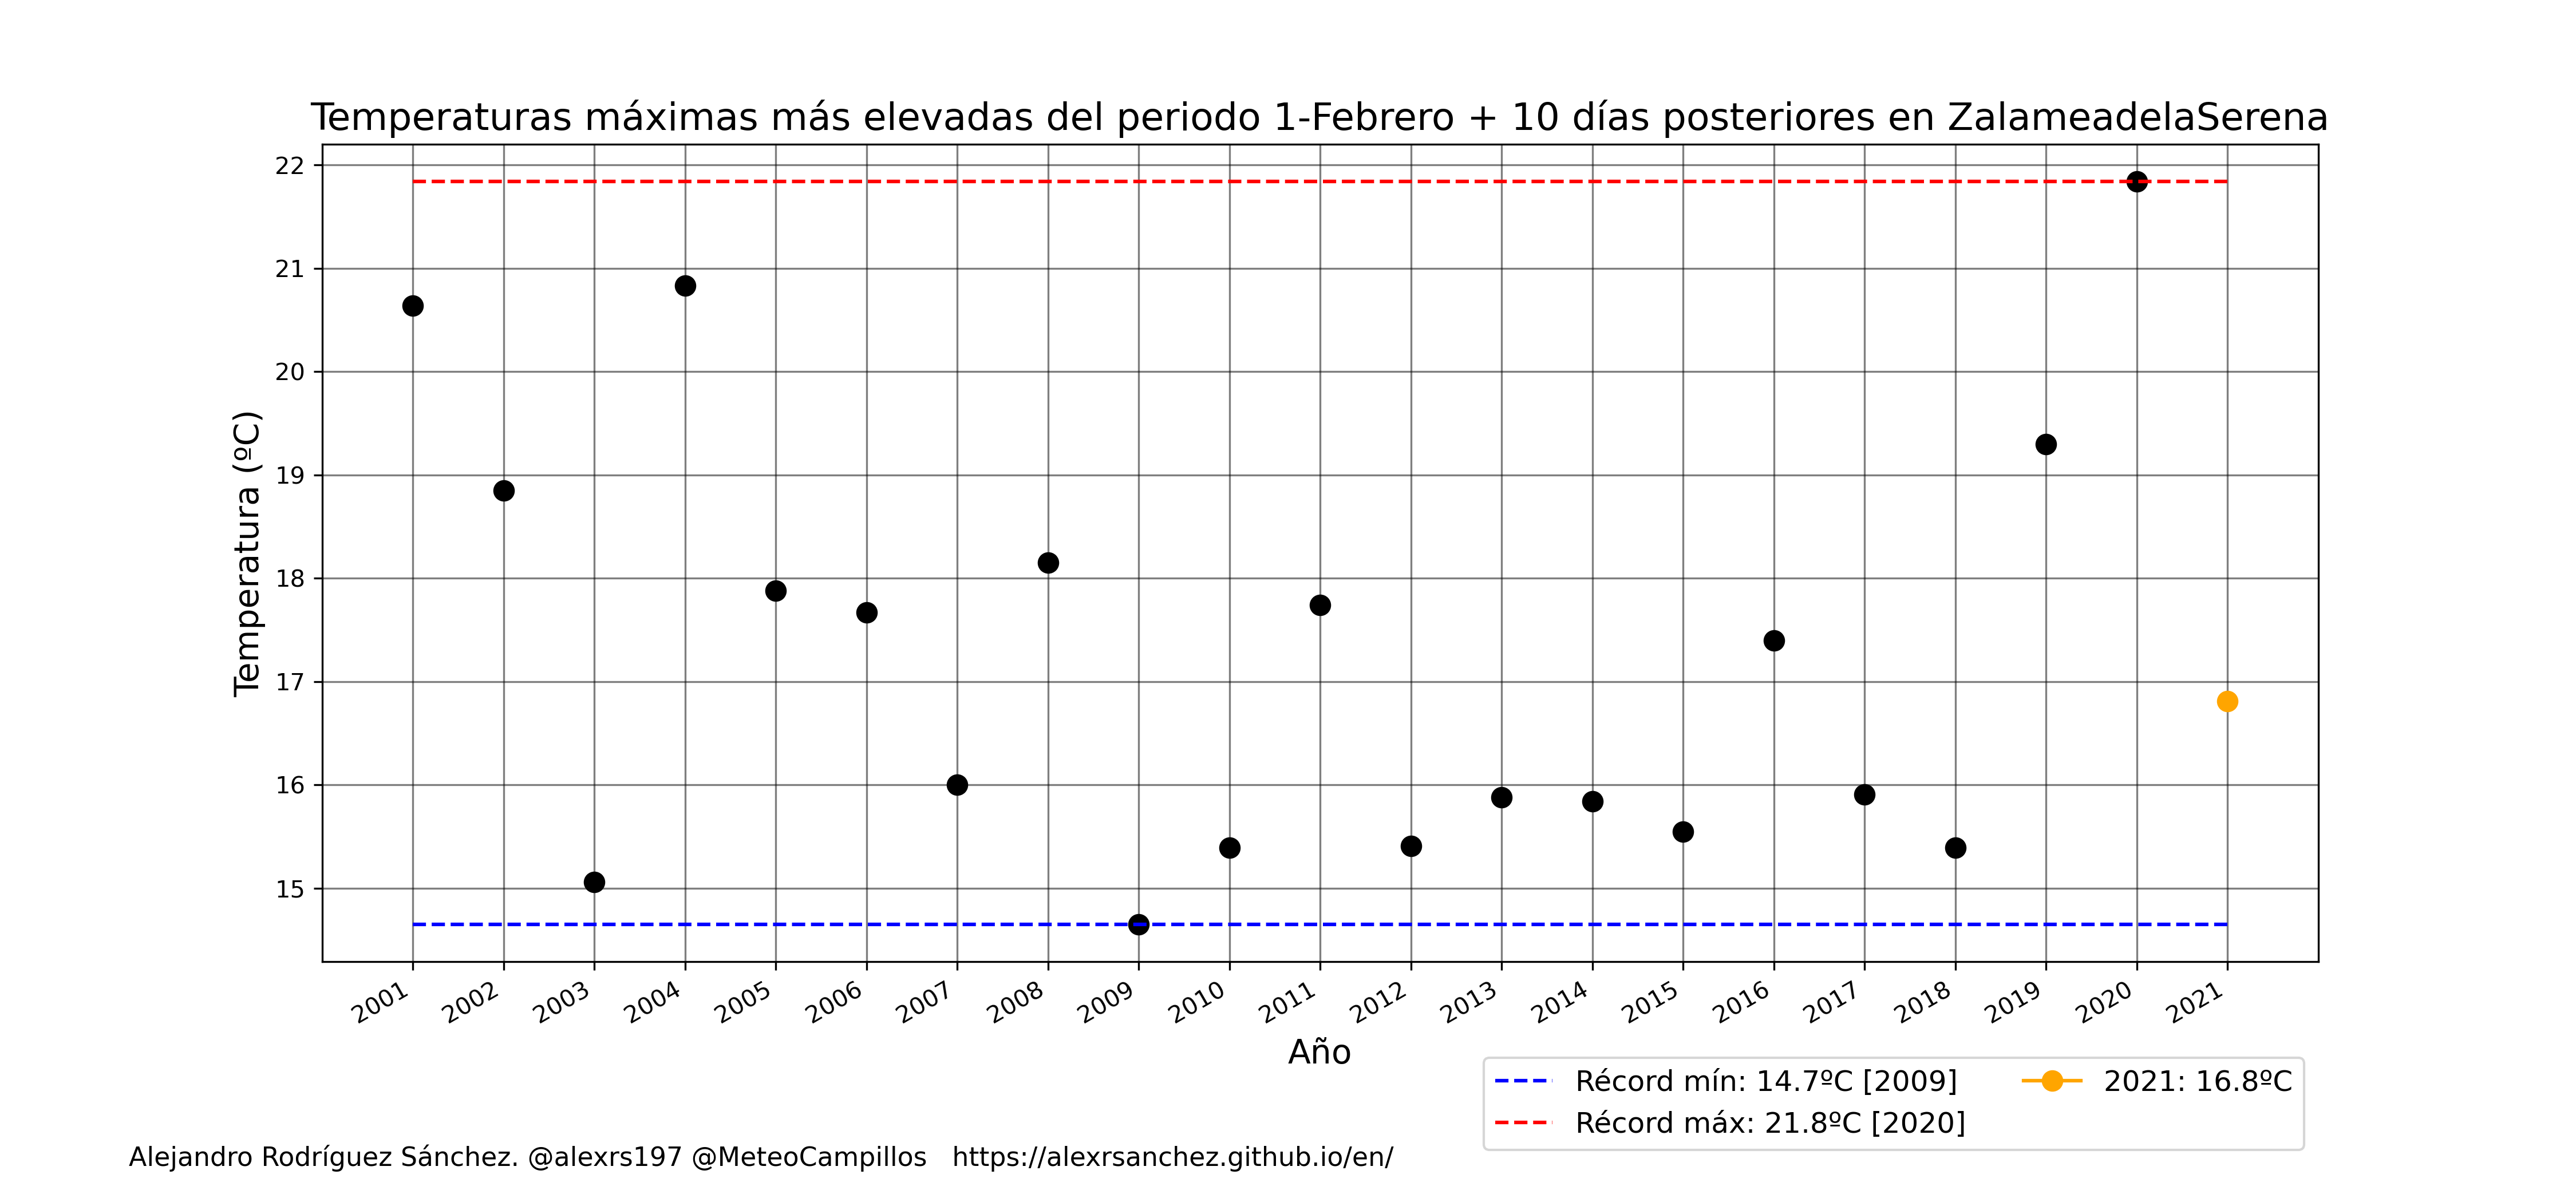 Temperaturas máximas más elevadas del periodo 1-Febrero + 10 días posteriores en ZalameadelaSerena
Temperatura (ºC)
22
21
20
19
18
17
16
15
2001 2002 2003 2004 2005 2006 2007 2008 2009 2010 2011 2012 2013 2014 2015 2016 2017 2018 2019 2020 2021
Año
Récord mín: 14.7ºC [2009]
Récord máx: 21.8ºC [2020]
2021: 16.8ºC
Alejandro Rodríguez Sánchez. @alexrs197 @MeteoCampillos https://alexrsanchez.github.io/en/